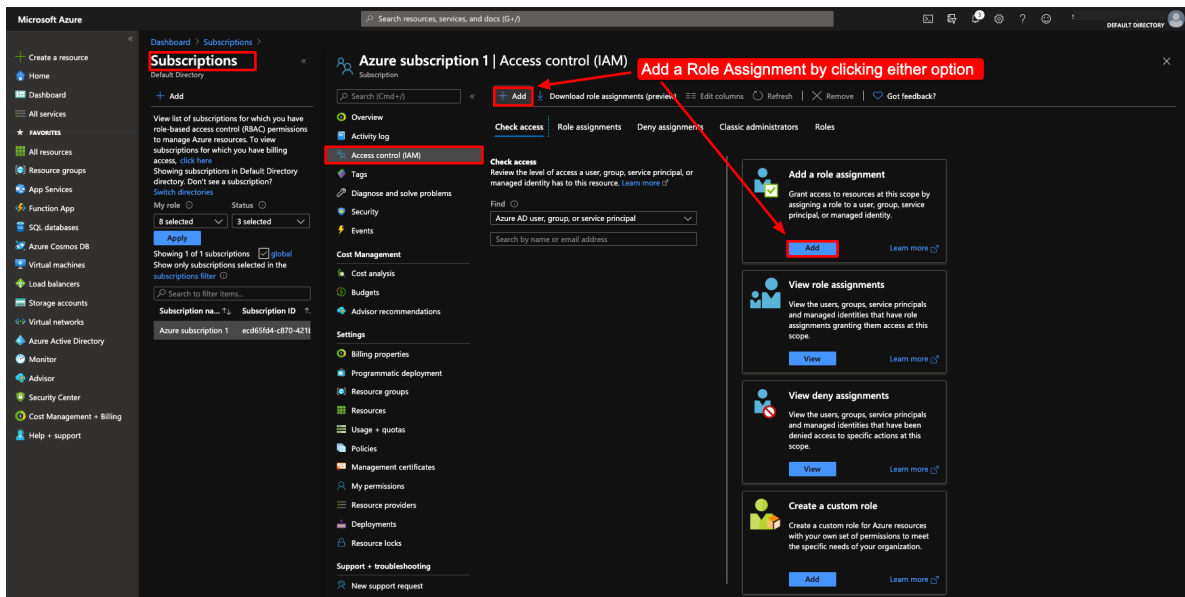 Microsoft Azure
Search resources, services, and docs (G+/)
3
DEFAULT DIRECTORY
Create a resource
Home
Dashboard
All services
FAVORITES
All resources
Resource groups
App Services
Function App
SQL databases
Azure Cosmos DB
Virtual machines
Load balancers
Storage accounts
Virtual networks
Azure Active Directory
Monitor
Advisor
Security Center
Cost Management + Billing
Help + support
Dashboard > Subscriptions >
Subscriptions
Default Directory
+ Add
View list of subscriptions for which you have
role-based access control (RBAC) permissions
to manage Azure resources. To view
subscriptions for which you have billing
access, click here
Showing subscriptions in Default Directory
directory. Don't see a subscription?
Switch directories
My role Status
8 selected 3 selected
Apply
Showing 1 of 1 subscriptions global
Show only subscriptions selected in the
subscriptions filter
Search to filter items...
Subscription na... ↑↓ Subscription ID ↑
Azure subscription 1 ecd65fd4-c870-421b
Azure subscription 1 | Access control (IAM)
Subscription
Add a Role Assignment by clicking either option
Search (Cmd+/)
Overview
Activity log
Access control (IAM)
Tags
Diagnose and solve problems
Security
Events
Cost Management
Cost analysis
Budgets
Advisor recommendations
Settings
Billing properties
Programmatic deployment
Resource groups
Resources
Usage + quotas
Policies
Management certificates
My permissions
Resource providers
Deployments
Resource locks
Support + troubleshooting
New support request
+ Add Download role assignments (preview) Edit columns Refresh Remove Got feedback?
Check access Role assignments Deny assignments Classic administrators Roles
Check access
Review the level of access a user, group, service principal, or
managed identity has to this resource. Learn more
Find
Azure AD user, group, or service principal
Search by name or email address
Add a role assignment
Grant access to resources at this scope by
assigning a role to a user, group, service
principal, or managed identity.
Add Learn more
View role assignments
View the users, groups, service principals
and managed identities that have role
assignments granting them access at this
scope.
View Learn more
View deny assignments
View the users, groups, service principals
and managed identities that have been
denied access to specific actions at this
scope.
View Learn more
Create a custom role
Create a custom role for Azure resources
with your own set of permissions to meet
the specific needs of your organization.
Add Learn more